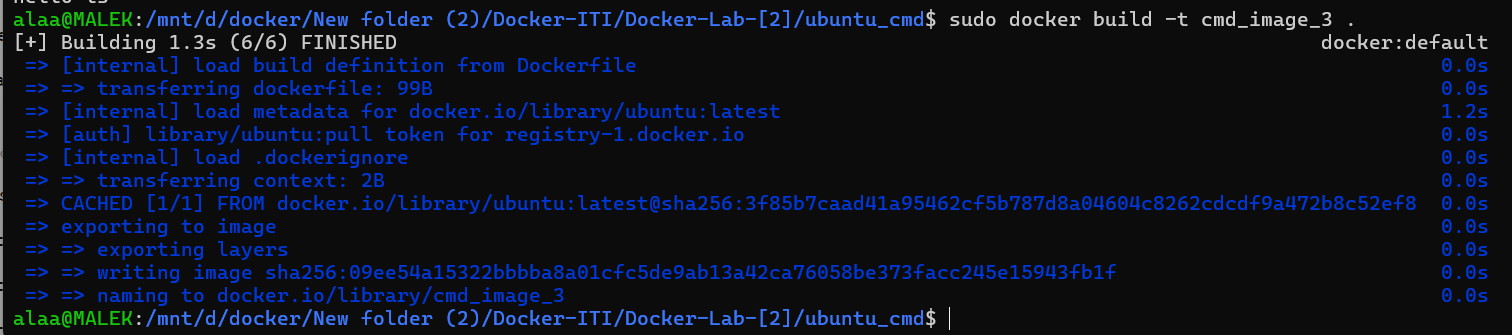 alaa@MALEK:/mnt/d/docker/New folder (2)/Docker-ITI/Docker-Lab-[2]/ubuntu_cmd$ sudo docker build -t cmd_image_3 .
[+] Building 1.3s (6/6) FINISHED docker:default
=> [internal] load build definition from Dockerfile 0.0s
=> => transferring dockerfile: 99B 0.0s
=> [internal] load metadata for docker.io/library/ubuntu:latest 1.2s
=> [auth] library/ubuntu:pull token for registry-1.docker.io 0.0s
=> [internal] load .dockerignore 0.0s
=> => transferring context: 2B 0.0s
=> CACHED [1/1] FROM docker.io/library/ubuntu:latest@sha256:3f85b7caad41a95462cf5b787d8a04604c8262cdcdf9a472b8c52ef8 0.0s
=> exporting to image 0.0s
=> => exporting layers 0.0s
=> => writing image sha256:09ee54a15322bbbba8a01cfc5de9ab13a42ca76058be373facc245e15943fb1f 0.0s
=> => naming to docker.io/library/cmd_image_3 0.0s
alaa@MALEK:/mnt/d/docker/New folder (2)/Docker-ITI/Docker-Lab-[2]/ubuntu_cmd$